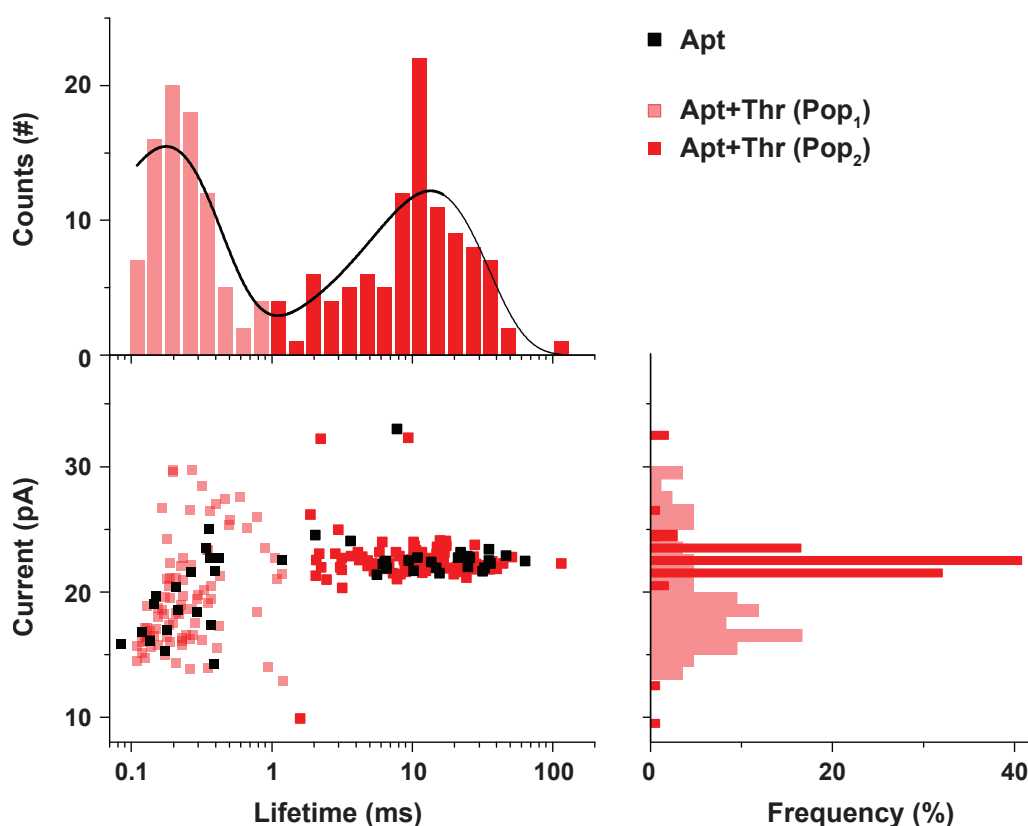 Apt
Apt+Thr (Pop₁)
Apt+Thr (Pop₂)
Counts (#)
20
10
0
Current (pA)
30
20
10
0.1 1 10 100
Lifetime (ms)
0 20 40
Frequency (%)